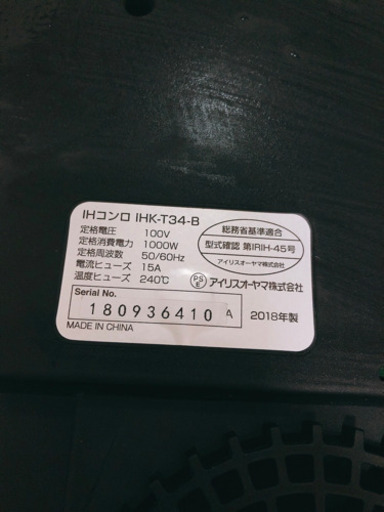 IHコンロ IHK-T34-B
定格電圧 100V
定格消費電力 1000W
定格周波数 50/60Hz
電流ヒューズ 15A
温度ヒューズ 240℃
総務省基準適合
型式確認 第IRIH-45号
アイリスオーヤマ株式会社
PS E アイリスオーヤマ株式会社
Serial No.
180936410 A
2018年製
MADE IN CHINA